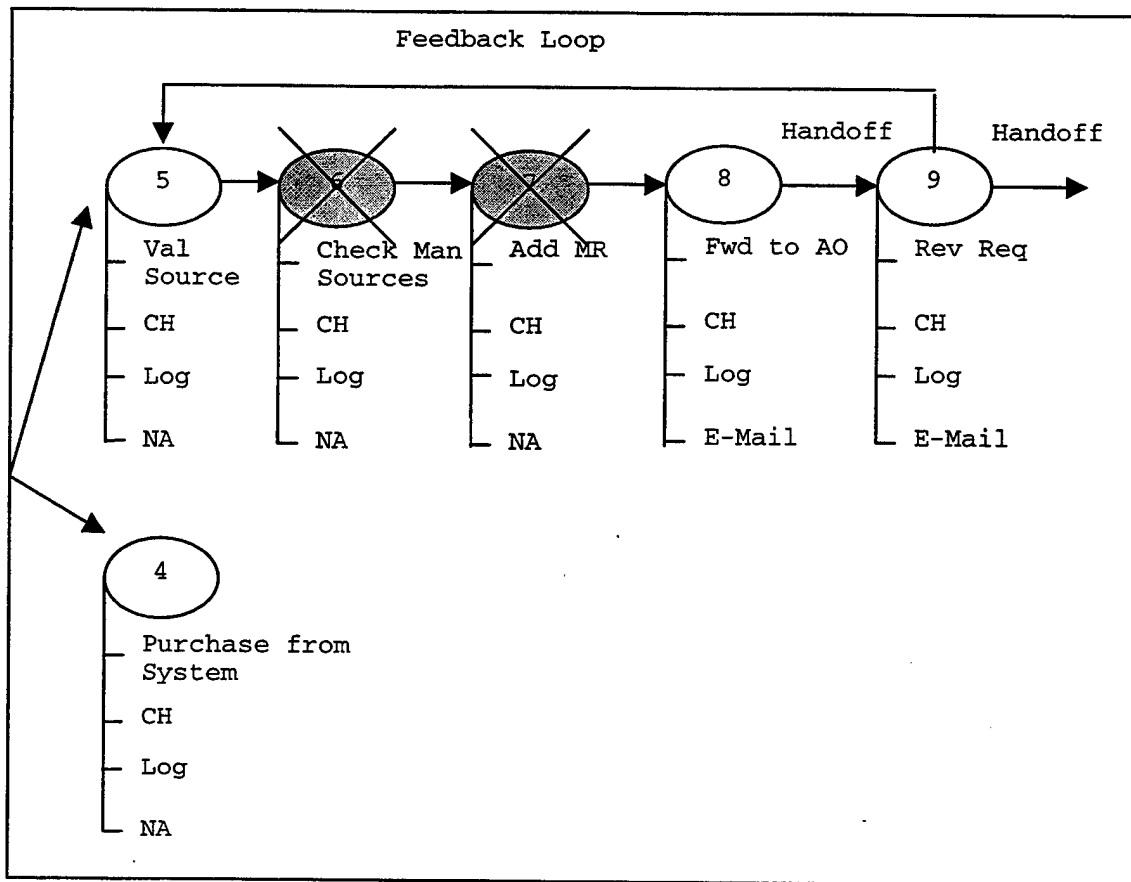 Feedback Loop
Handoff
Handoff
5
6
7
8
9
Val
Source
CH
Log
NA
Check Man
Sources
CH
Log
NA
Add MR
CH
Log
NA
Fwd to AO
CH
Log
E-Mail
Rev Req
CH
Log
E-Mail
4
Purchase from
System
CH
Log
NA